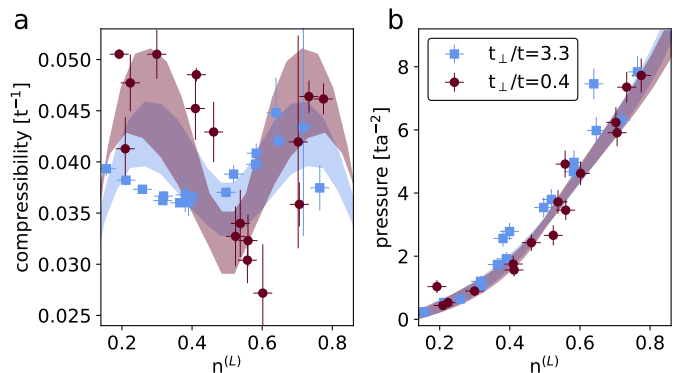 a
b
compressibility [t⁻¹]
0.050
0.045
0.040
0.035
0.030
0.025
0.2
0.4
0.6
0.8
n⁽ᴸ⁾
pressure [ta⁻²]
8
6
4
2
0
t⊥/t=3.3
t⊥/t=0.4
0.2
0.4
0.6
0.8
n⁽ᴸ⁾